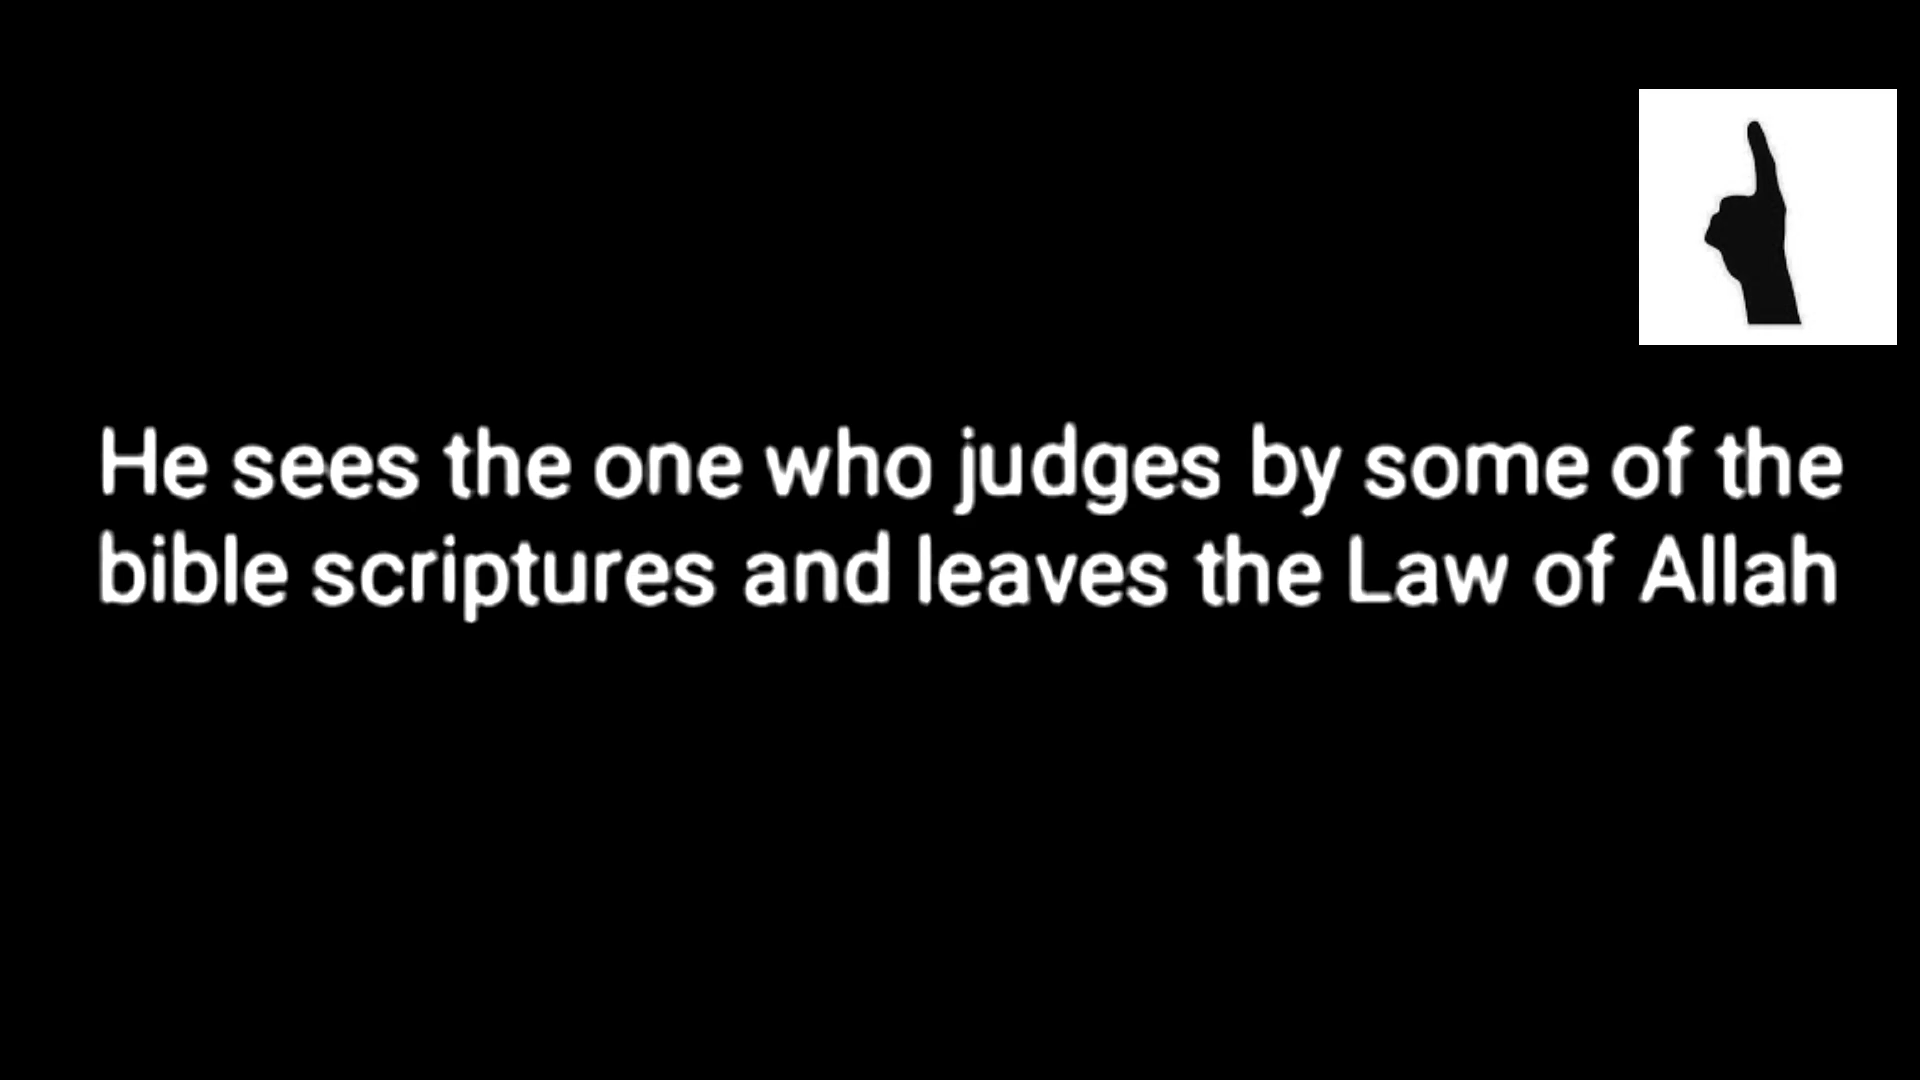 He sees the one who judges by some of the
bible scriptures and leaves the Law of Allah